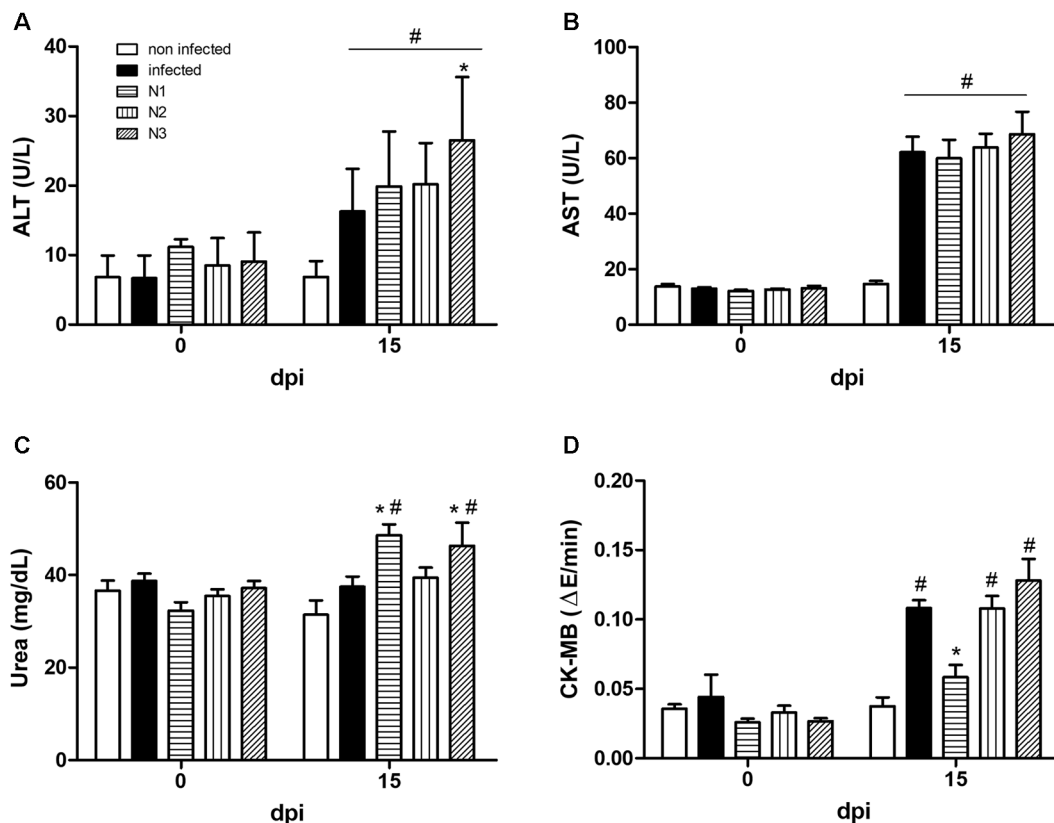 A
ALT (U/L)
40
30
20
10
0
non infected
infected
N1
N2
N3
#
*
0 15
dpi
B
AST (U/L)
100
80
60
40
20
0
#
0 15
dpi
C
Urea (mg/dL)
60
40
20
0
*# *#
0 15
dpi
D
CK-MB (ΔE/min)
0.20
0.15
0.10
0.05
0.00
# * # #
0 15
dpi